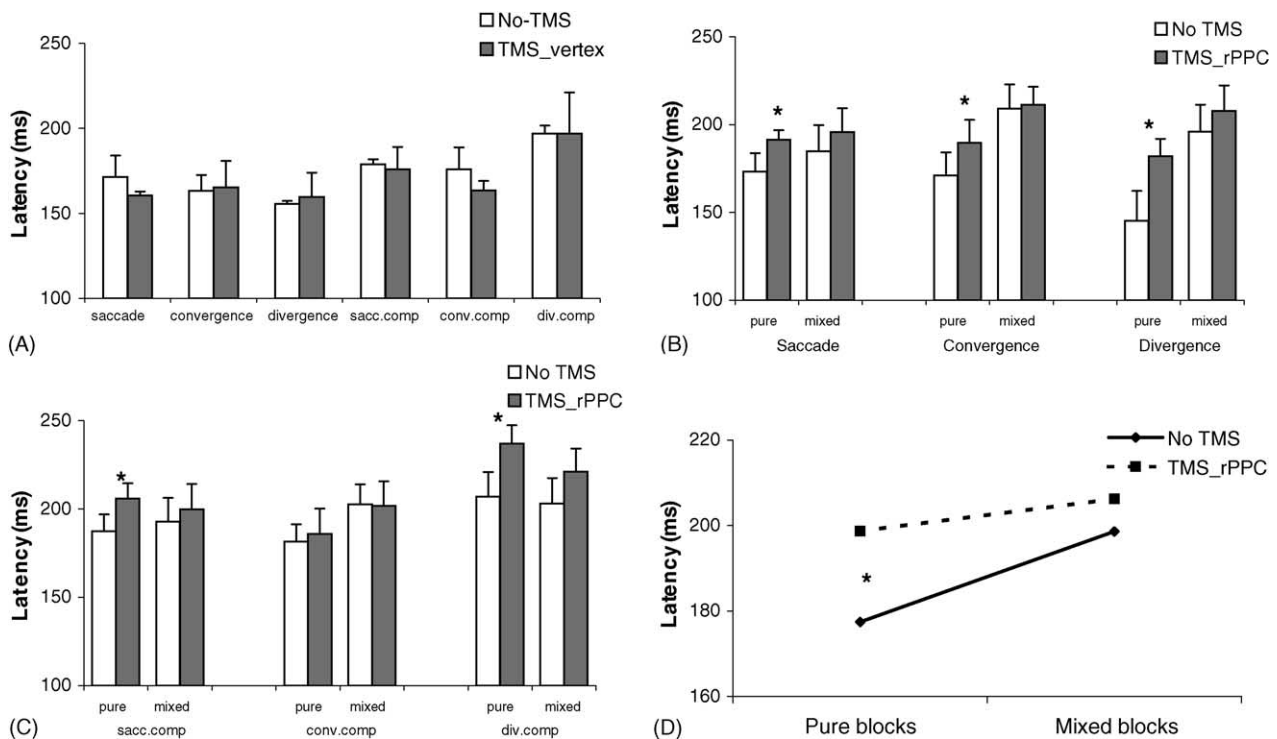 No-TMS
TMS_vertex
250
200
150
100
Latency (ms)
saccade convergence divergence sacc.comp conv.comp div.comp
(A)
No TMS
TMS_rPPC
250
200
150
100
Latency (ms)
* * *
pure mixed pure mixed pure mixed
Saccade Convergence Divergence
(B)
No TMS
TMS_rPPC
250
200
150
100
Latency (ms)
* *
pure mixed pure mixed pure mixed
sacc.comp conv.comp div.comp
(C)
No TMS
TMS_rPPC
220
200
180
160
Latency (ms)
*
Pure blocks Mixed blocks
(D)